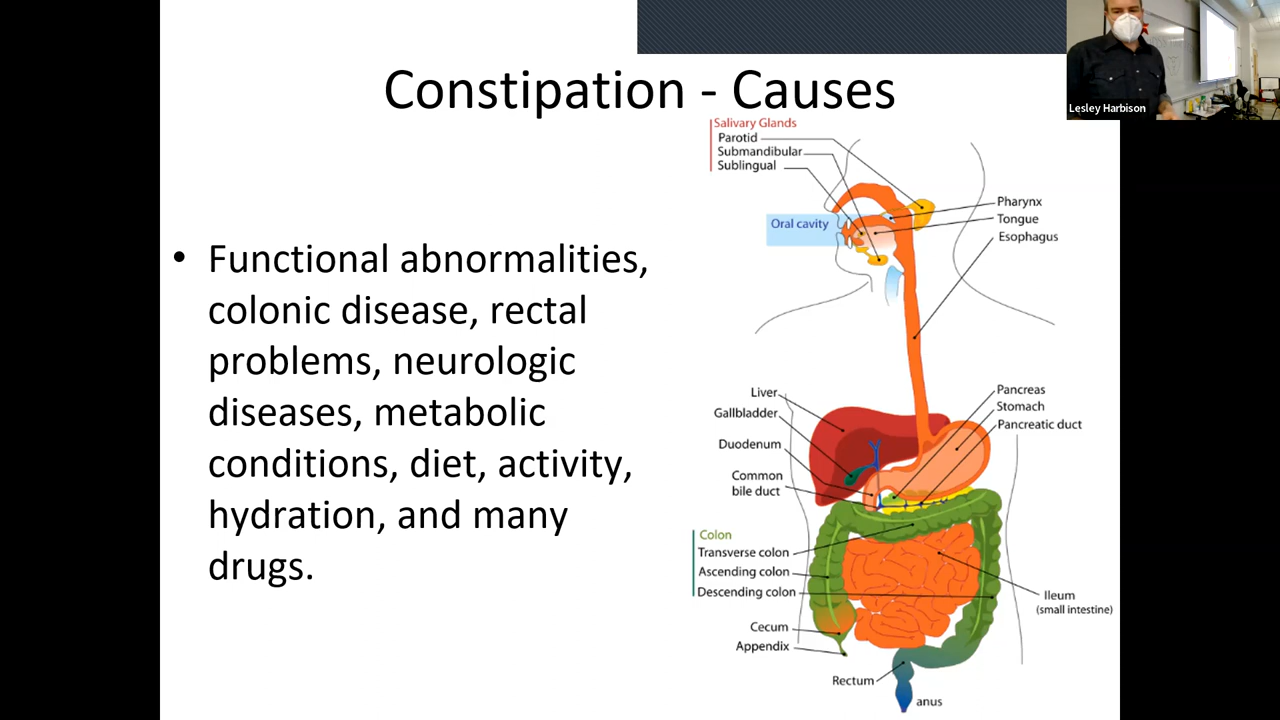 Constipation - Causes
Lesley Harbison
• Functional abnormalities,
colonic disease, rectal
problems, neurologic
diseases, metabolic
conditions, diet, activity,
hydration, and many
drugs.
Salivary Glands
Parotid
Submandibular
Sublingual
Oral cavity
Pharynx
Tongue
Esophagus
Liver
Gallbladder
Duodenum
Common
bile duct
Pancreas
Stomach
Pancreatic duct
Colon
Transverse colon
Ascending colon
Descending colon
Cecum
Appendix
Ileum
(small intestine)
Rectum
anus